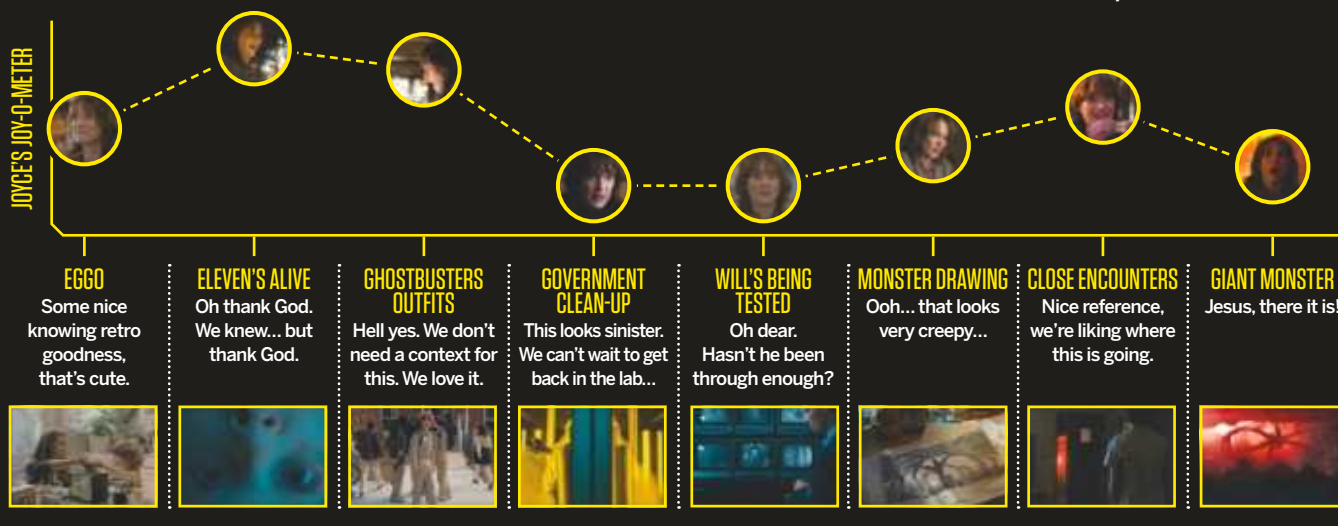 JOYCE'S JOY-O-METER
EGGO
Some nice
knowing retro
goodness,
that's cute.
ELEVEN'S ALIVE
Oh thank God.
We knew... but
thank God.
GHOSTBUSTERS
OUTFITS
Hell yes. We don't
need a context for
this. We love it.
GOVERNMENT
CLEAN-UP
This looks sinister.
We can't wait to get
back in the lab...
WILL'S BEING
TESTED
Oh dear.
Hasn't he been
through enough?
MONSTER DRAWING
Ooh... that looks
very creepy...
CLOSE ENCOUNTERS
Nice reference,
we're liking where
this is going.
GIANT MONSTER
Jesus, there it is!